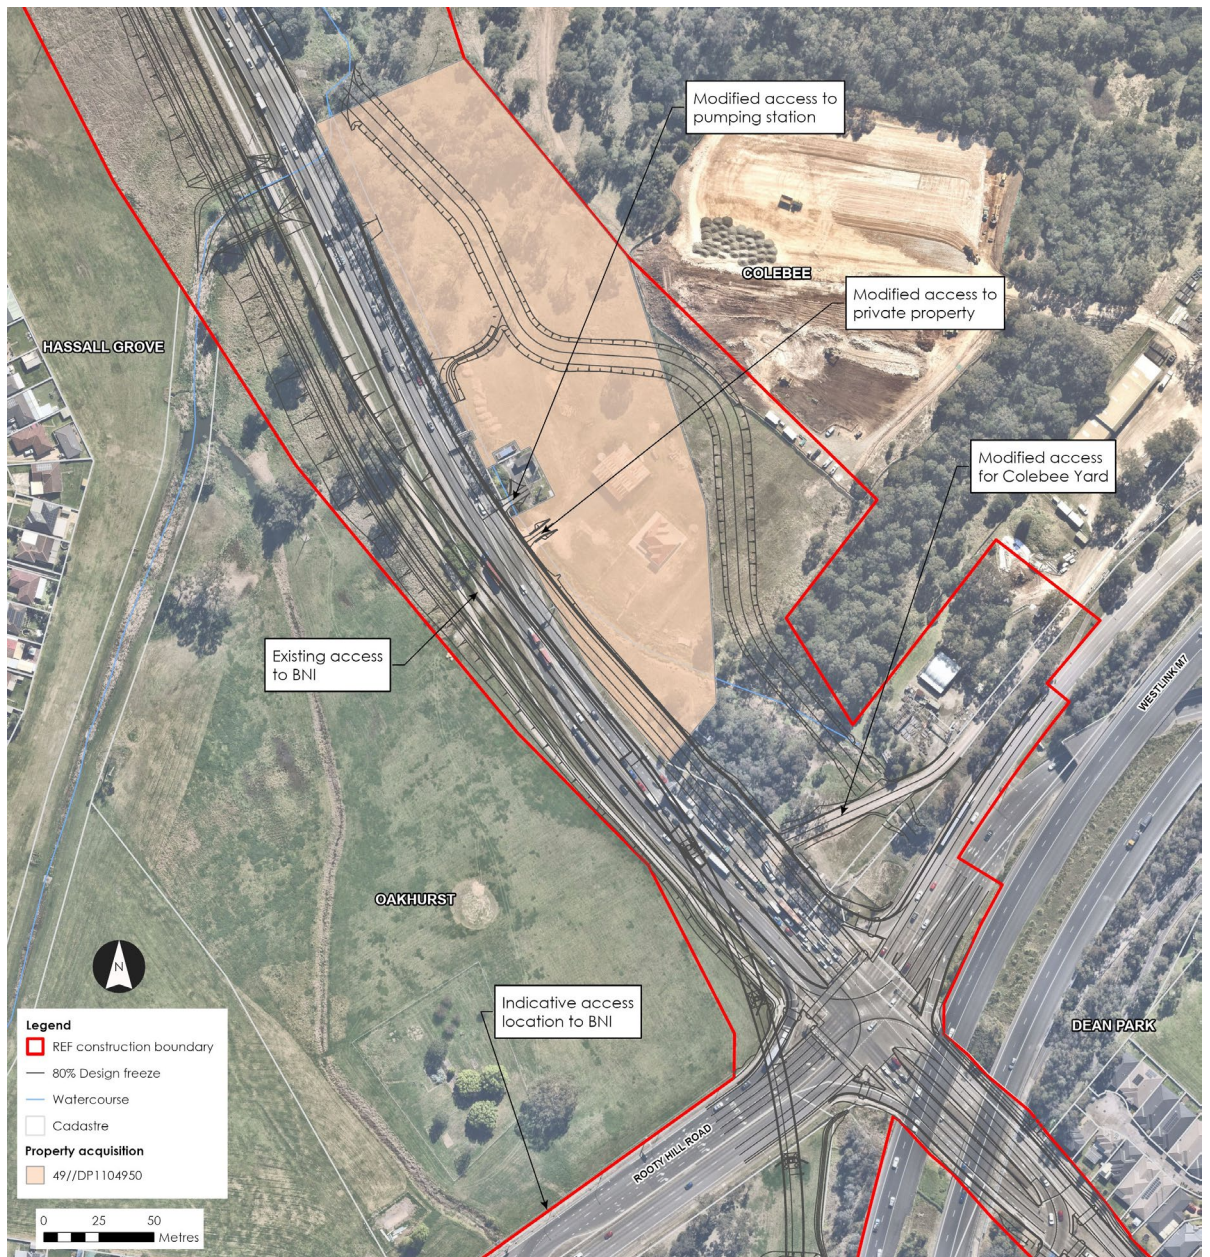 Modified access to
pumping station
COLEBEE
Modified access to
private property
HASSALL GROVE
Modified access
for Colebee Yard
Existing access
to BNI
WESTLINK M7
OAKHURST
N
Indicative access
location to BNI
DEAN PARK
ROOTY HILL ROAD
Legend
REF construction boundary
80% Design freeze
Watercourse
Cadastre
Property acquisition
49//DP1104950
0 25 50
Metres